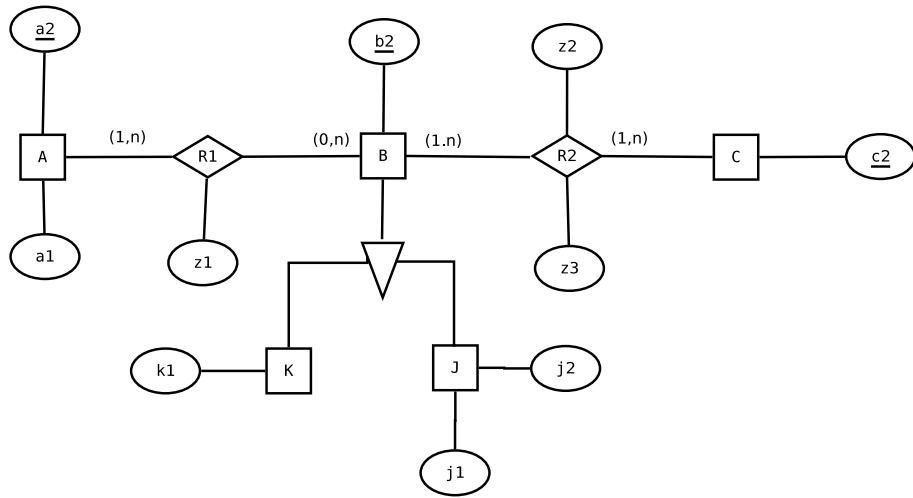 a2
b2
z2
(1,n)
(0,n)
(1.n)
(1,n)
A
R1
B
R2
C
c2
a1
z1
z3
k1
K
J
j2
j1